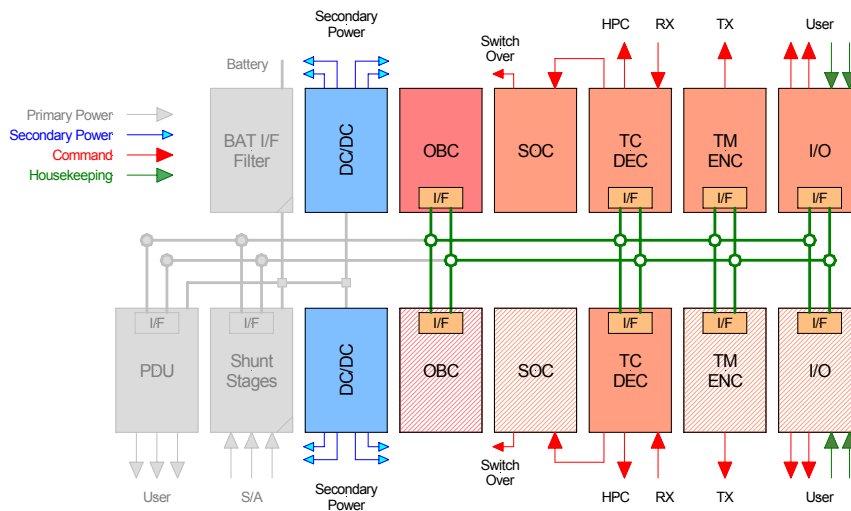 Secondary
Power
HPC
RX
TX
User
Switch
Over
Battery
Primary Power
Secondary Power
Command
Housekeeping
BAT I/F
Filter
DC/DC
OBC
I/F
SOC
TC
DEC
I/F
TM
ENC
I/F
I/O
I/F
I/F
PDU
I/F
Shunt
Stages
DC/DC
I/F
OBC
SOC
I/F
TC
DEC
I/F
TM
ENC
I/F
I/O
Switch
Over
User
S/A
Secondary
Power
HPC
RX
TX
User